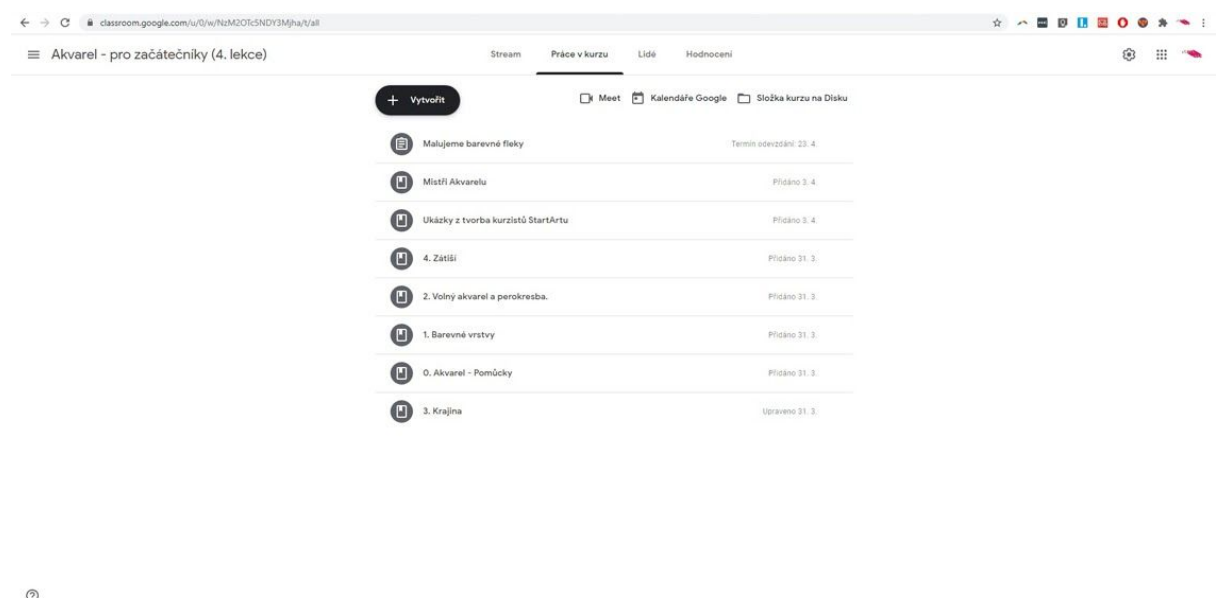 classroom.google.com/u/0/w/NzM2OTc5NDY3Mjha/t/all
Akvarel - pro začátečníky (4. lekce)
Stream Práce v kurzu Lidé Hodnocení
Vytvořit Meet Kalendáře Google Složka kurzu na Disku
Malujeme barevné fleky Termín odevzdání: 23. 4.
Mistři Akvarelu Přidáno 3. 4.
Ukázky z tvorba kurzistů StartArtu Přidáno 3. 4.
4. Zátiší Přidáno 31. 3.
2. Volný akvarel a perokresba. Přidáno 31. 3.
1. Barevné vrstvy Přidáno 31. 3.
0. Akvarel - Pomůcky Přidáno 31. 3.
3. Krajina Upraveno 31. 3.